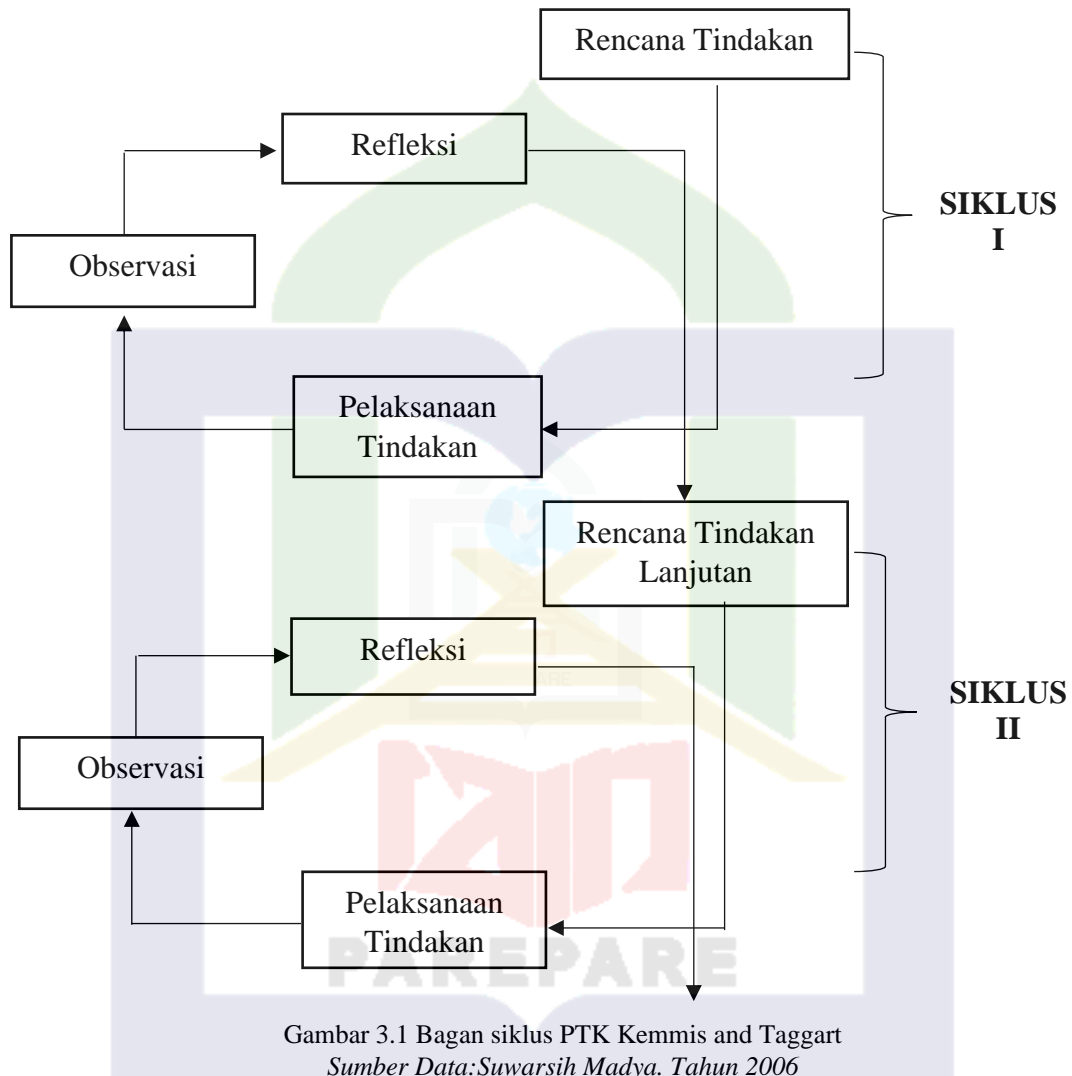 Rencana Tindakan
Refleksi
SIKLUS
I
Observasi
Pelaksanaan
Tindakan
Rencana Tindakan
Lanjutan
Refleksi
SIKLUS
II
Observasi
Pelaksanaan
Tindakan
PAREPARE
Gambar 3.1 Bagan siklus PTK Kemmis and Taggart
Sumber Data:Suwarsih Madya. Tahun 2006